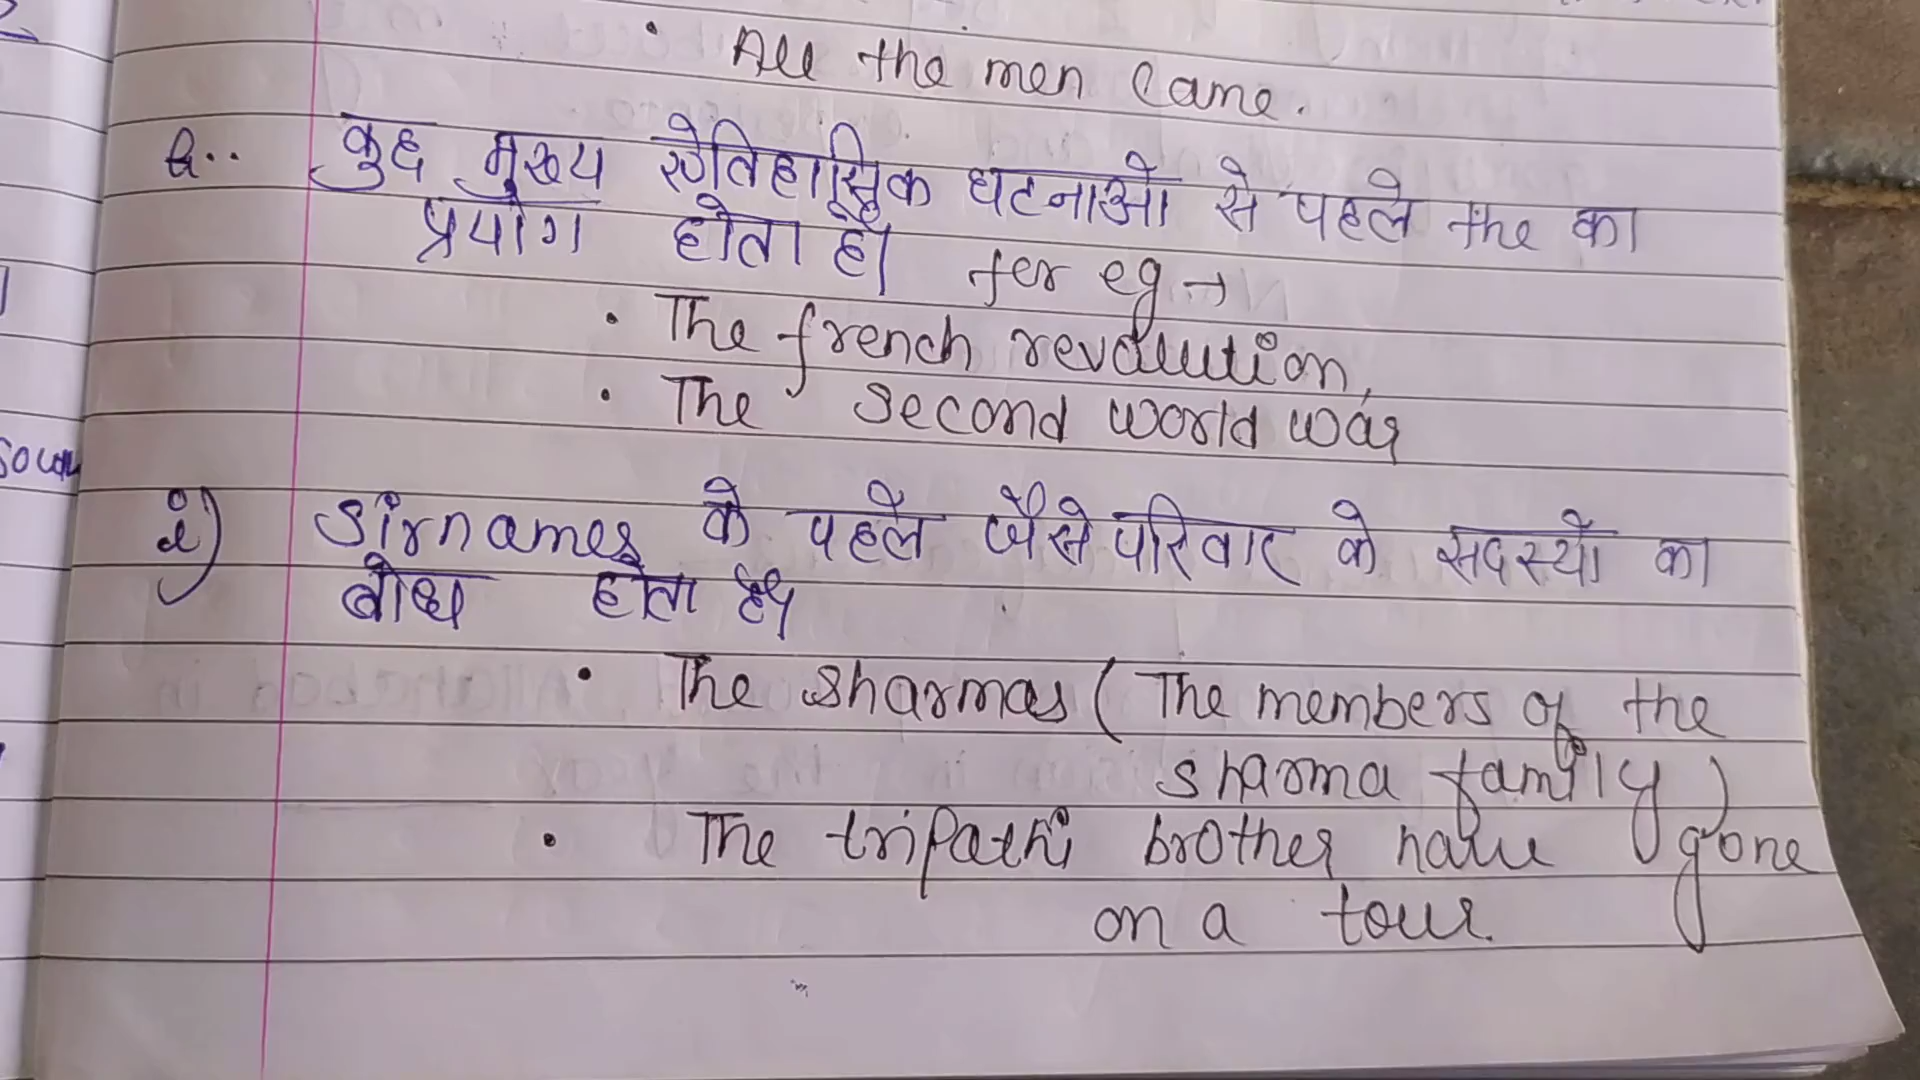 • All the men came.
Q.. कुछ मुख्य ऐतिहासिक घटनाओं से पहले the का
प्रयोग होता है। for eg →
• The french revolution,
• The second world war
i) Sirnames के पहले जैसे परिवार के सदस्यों का
बोध होता है।
• The Sharmas ( The members of the
Sharma family )
• The tripathi brother have gone
on a tour.